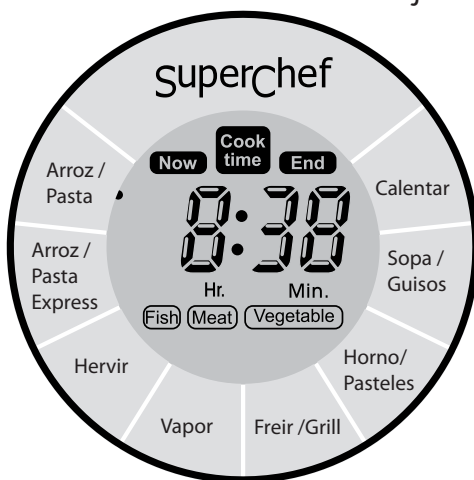 SuperChef
Now
Cook
time
End
8:38
Hr.
Min.
Fish
Meat
Vegetable
Arroz /
Pasta
Arroz /
Pasta
Express
Hervir
Vapor
Freir /Grill
Horno/
Pasteles
Sopa /
Guisos
Calentar